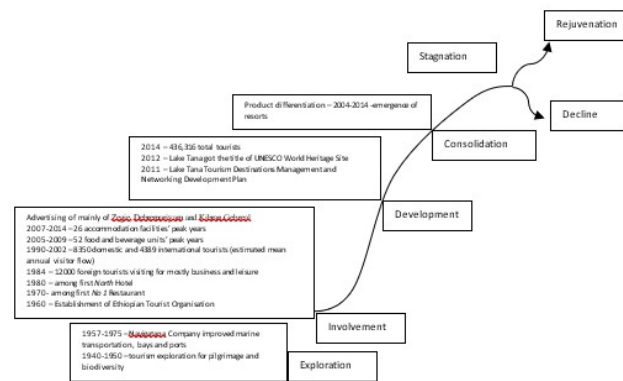 Rejuvenation
Stagnation
Decline
Product differentiation – 2004-2014 -emergence of
resorts
Consolidation
2014 – 436,316 total tourists
2012 – Lake Tana got the title of UNESCO World Heritage Site
2011 – Lake Tana Tourism Destinations Management and
Networking Development Plan
Development
Advertising of mainly of Zegie, and
2007-2014 – 26 accommodation facilities' peak years
2005-2009 – 52 food and beverage units' peak years
1990-2002 – 8350 domestic and 4389 international tourists (estimated mean
annual visitor flow)
1984 – 12000 foreign tourists visiting for mostly business and leisure
1980 – among first North Hotel
1970- among first No 1 Restaurant
1960 – Establishment of Ethiopian Tourist Organisation
Involvement
1957-1975 – Company improved marine
transportation, bays and ports
1940-1950 – tourism exploration for pilgrimage and
biodiversity
Exploration